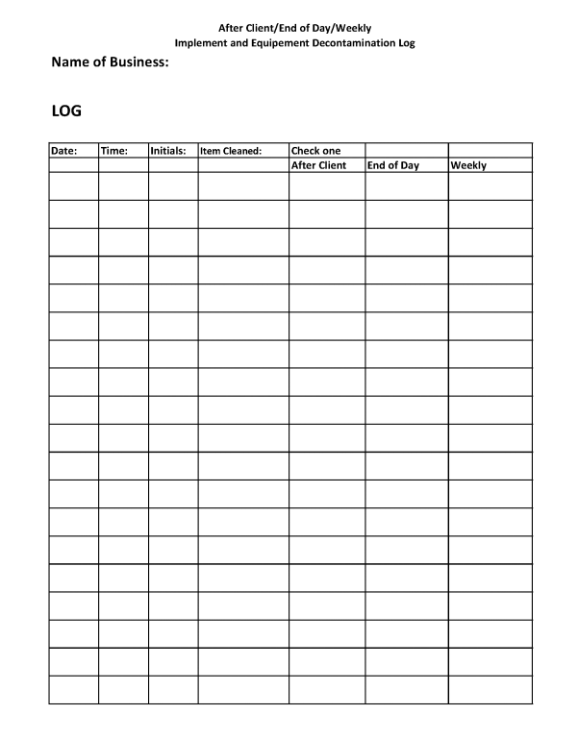 After Client/End of Day/Weekly
Implement and Equipement Decontamination Log
Name of Business:
LOG
Date: Time: Initials: Item Cleaned: Check one
After Client End of Day Weekly